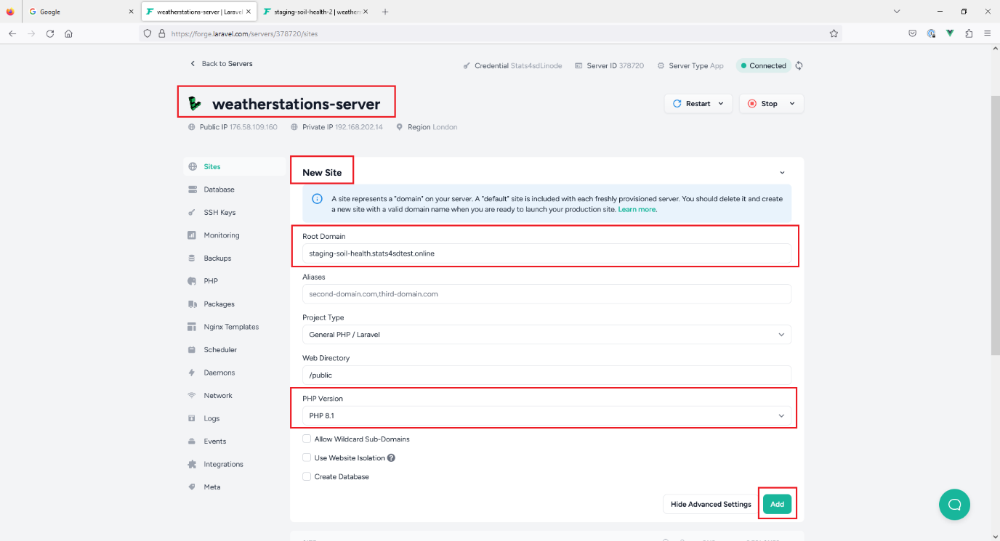 Google
weatherstations-server | Laravel
staging-soil-health-2 | weathers
https://forge.laravel.com/servers/378720/sites
Back to Servers
Credential Stats4sdLinode
Server ID 378720
Server Type App
Connected
weatherstations-server
Restart
Stop
Public IP 176.58.109.160
Private IP 192.168.202.14
Region London
Sites
Database
SSH Keys
Monitoring
Backups
PHP
Packages
Nginx Templates
Scheduler
Daemons
Network
Logs
Events
Integrations
Meta
New Site
A site represents a "domain" on your server. A "default" site is included with each freshly provisioned server. You should delete it and create
a new site with a valid domain name when you are ready to launch your production site. Learn more.
Root Domain
staging-soil-health.stats4sdtest.online
Aliases
second-domain.com,third-domain.com
Project Type
General PHP / Laravel
Web Directory
/public
PHP Version
PHP 8.1
Allow Wildcard Sub-Domains
Use Website Isolation ?
Create Database
Hide Advanced Settings
Add